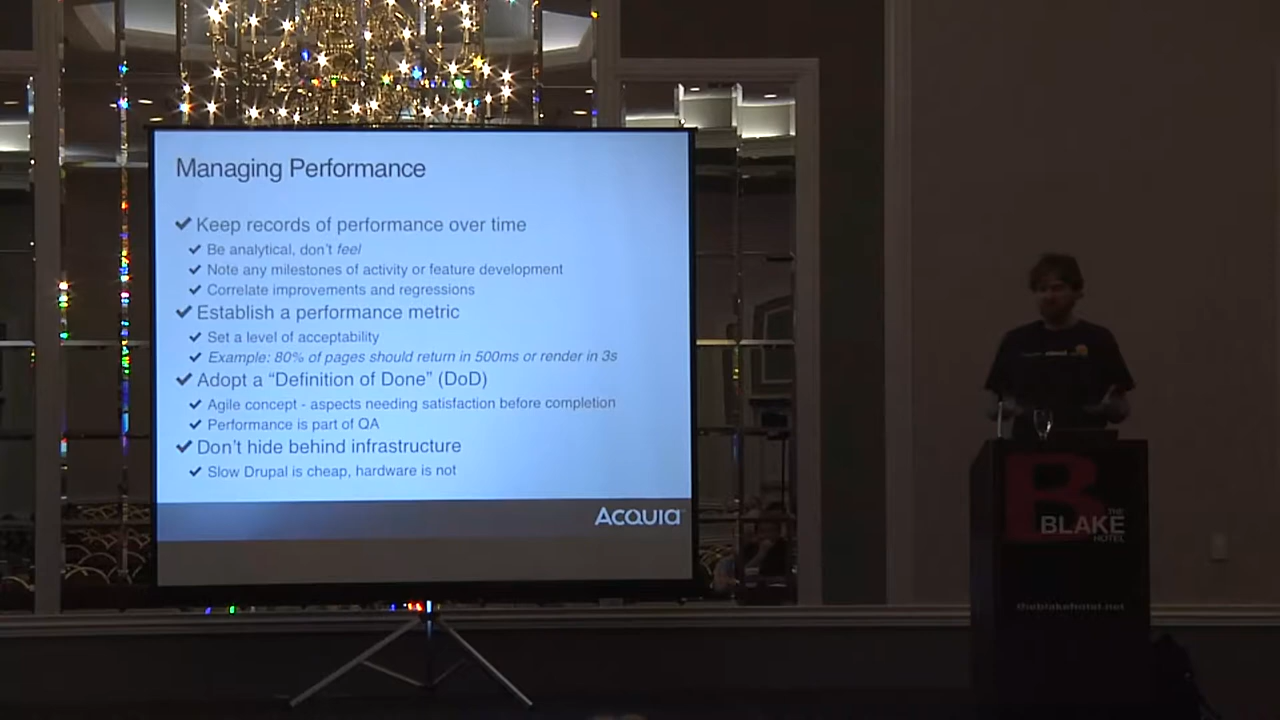 Managing Performance
Keep records of performance over time
Be analytical, don't feel
Note any milestones of activity or feature development
Correlate improvements and regressions
Establish a performance metric
Set a level of acceptability
Example: 80% of pages should return in 500ms or render in 3s
Adopt a “Definition of Done” (DoD)
Agile concept - aspects needing satisfaction before completion
Performance is part of QA
Don't hide behind infrastructure
Slow Drupal is cheap, hardware is not
Acquia
B
THE
BLAKE
HOTEL
theblakehotel.net